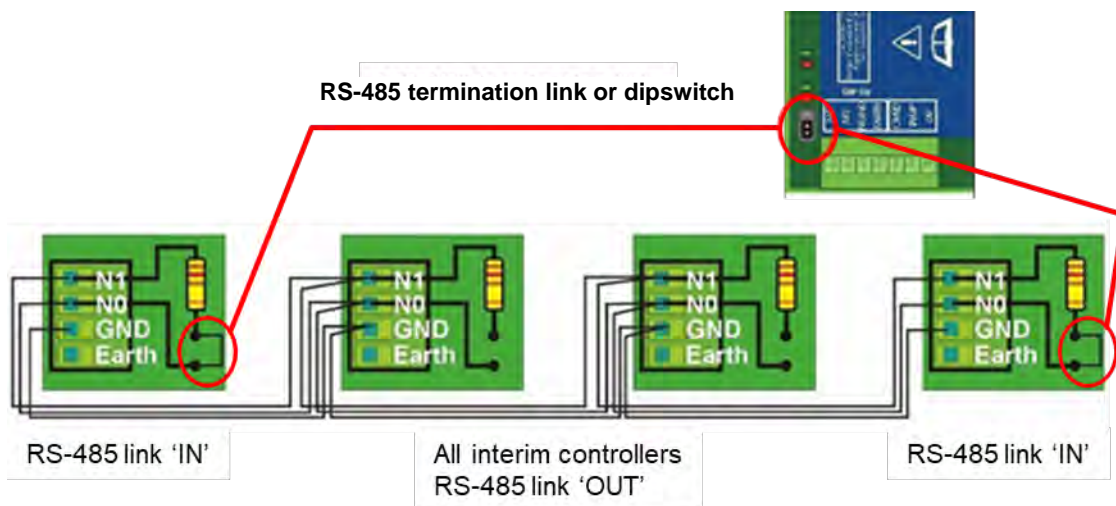 RS-485 termination link or dipswitch
N1
N0
GND
Earth
N1
N0
GND
Earth
N1
N0
GND
Earth
N1
N0
GND
Earth
RS-485 link ‘IN’
All interim controllers
RS-485 link ‘OUT’
RS-485 link ‘IN’